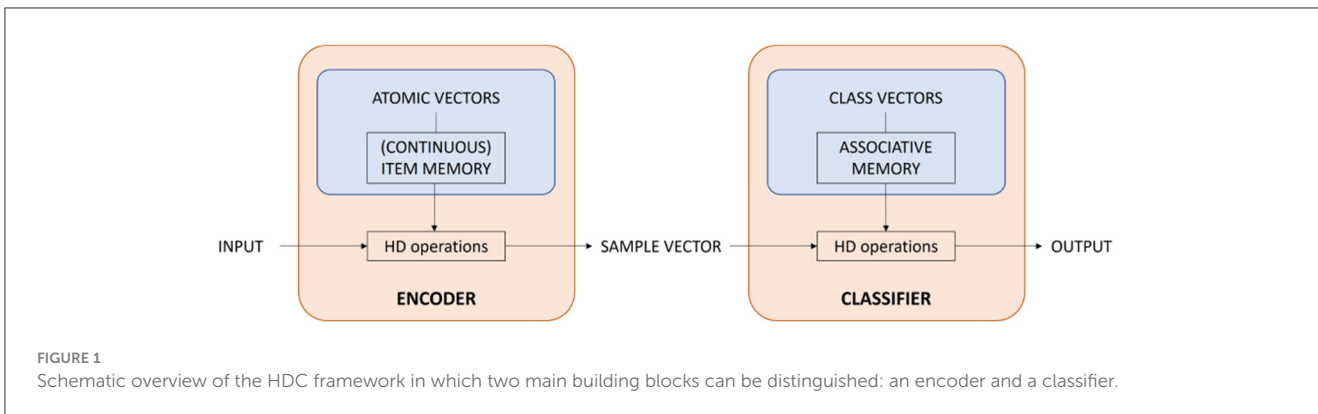 ATOMIC VECTORS
(CONTINUOUS)
ITEM MEMORY
CLASS VECTORS
ASSOCIATIVE
MEMORY
INPUT
HD operations
SAMPLE VECTOR
HD operations
OUTPUT
ENCODER
CLASSIFIER
FIGURE 1
Schematic overview of the HDC framework in which two main building blocks can be distinguished: an encoder and a classifier.